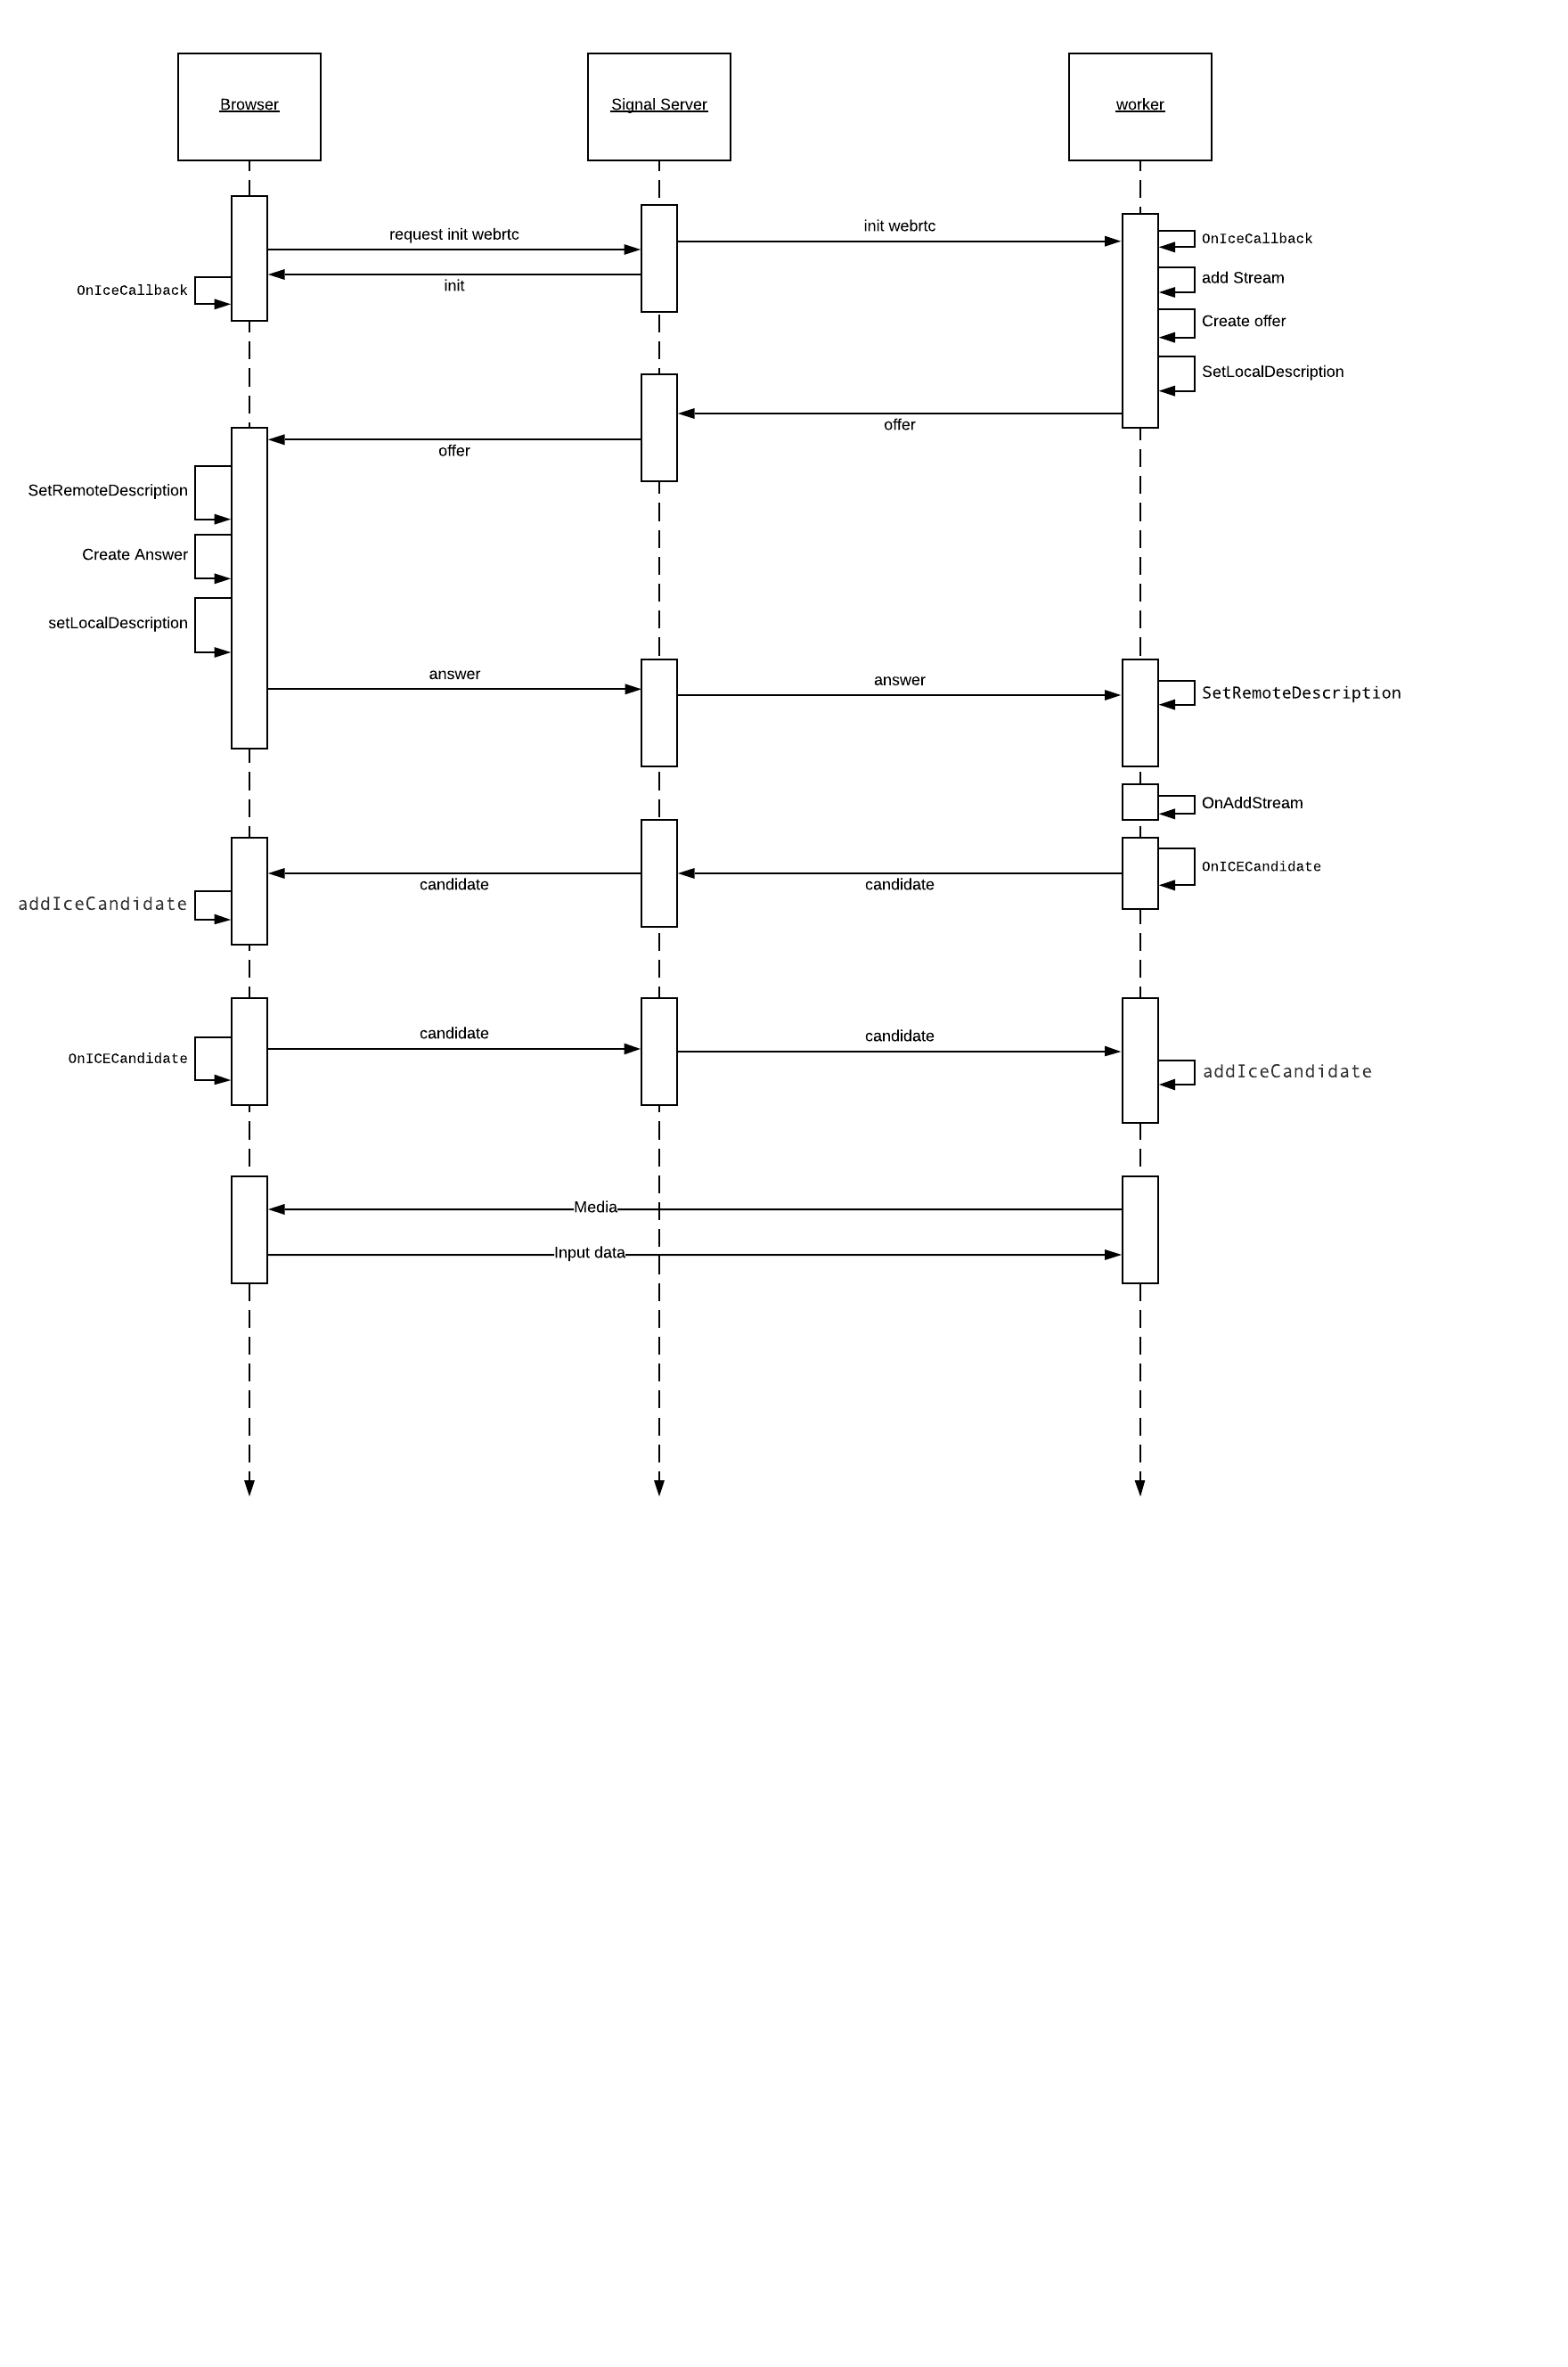 Browser
Signal Server
worker
request init webrtc
init webrtc
OnIceCallback
init
OnIceCallback
add Stream
Create offer
SetLocalDescription
offer
offer
SetRemoteDescription
Create Answer
setLocalDescription
answer
answer
SetRemoteDescription
OnAddStream
OnICECandidate
candidate
candidate
addIceCandidate
candidate
candidate
OnICECandidate
addIceCandidate
Media
Input data